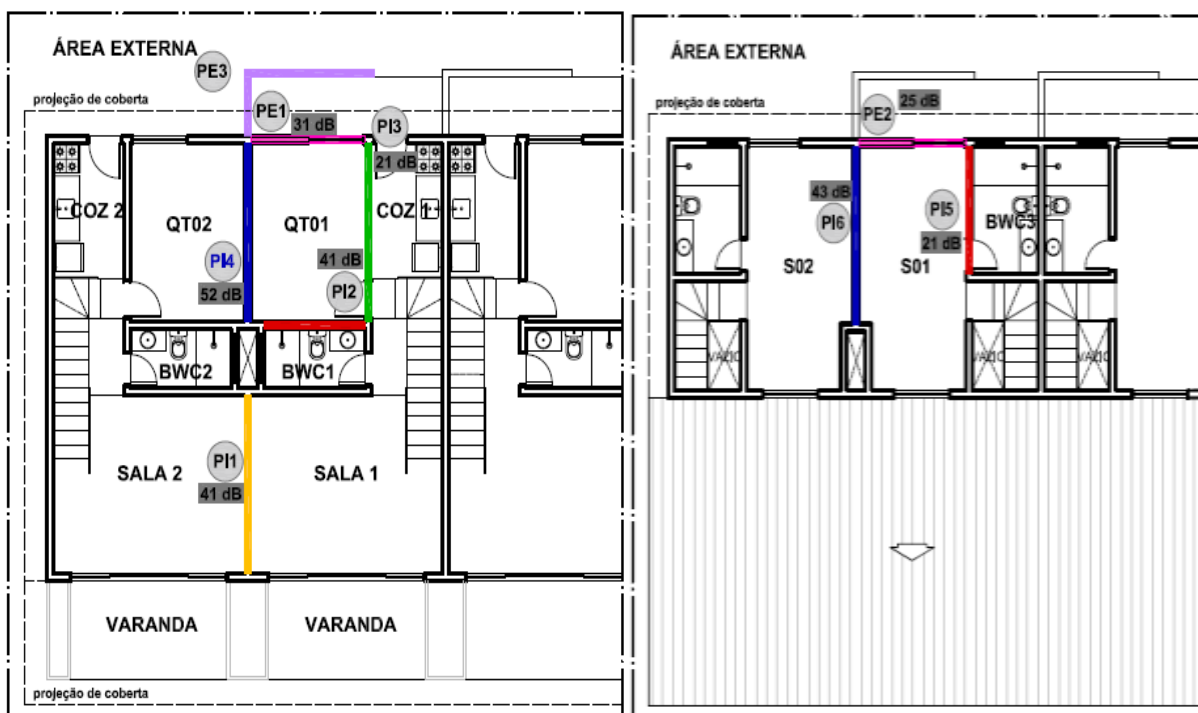 ÁREA EXTERNA
PE3
projeção de coberta
PE1
31 dB
PI3
21 dB
COZ 2
QT02
QT01
COZ 1
PI4
41 dB
52 dB
PI2
BWC2
BWC1
SALA 2
PI1
SALA 1
41 dB
VARANDA
VARANDA
projeção de coberta
ÁREA EXTERNA
projeção de coberta
PE2
25 dB
43 dB
PI6
PI5
BWC3
21 dB
S02
S01
VAZIO
VAZIO
VAZIO